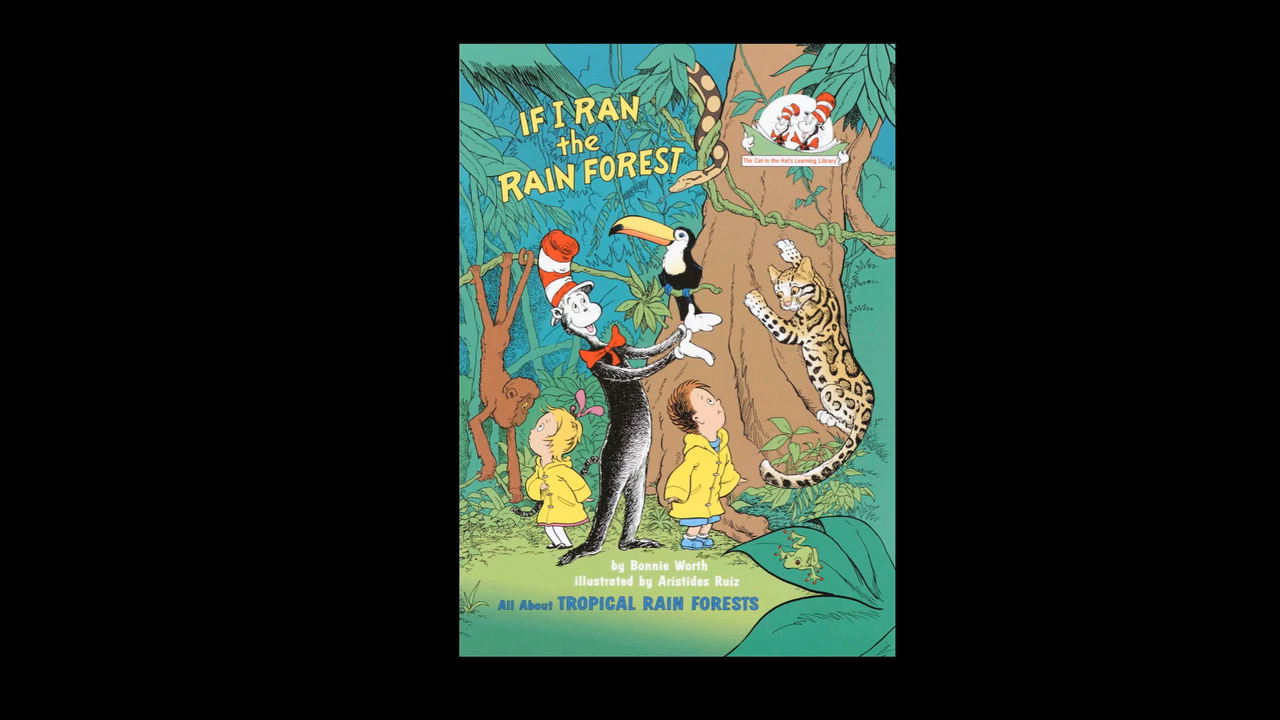 IF I RAN
the
RAIN FOREST
The Cat in the Hat's Learning Library
by Bonnie Worth
illustrated by Aristides Ruiz
All About TROPICAL RAIN FORESTS